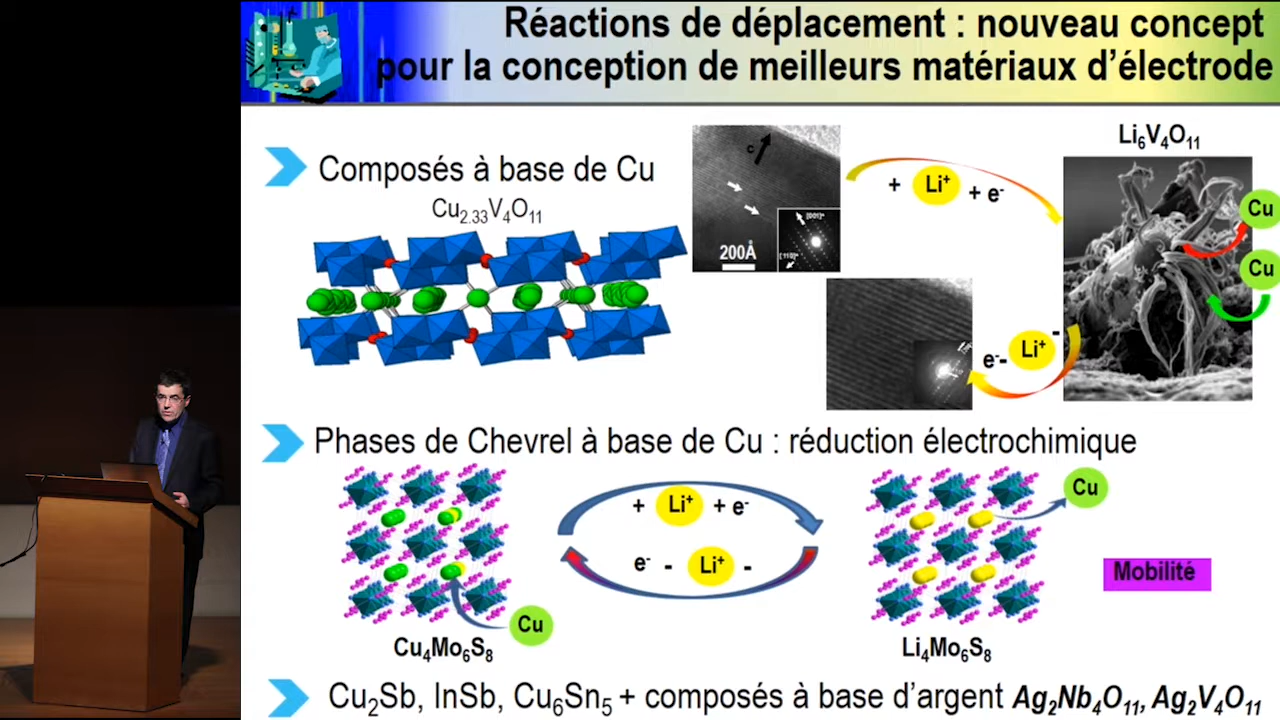 Réactions de déplacement : nouveau concept
pour la conception de meilleurs matériaux d'électrode
Composés à base de Cu
Cu2.33V4O11
c
200Å
[001]*
[110]*
+ Li+ + e-
Li6V4O11
Cu
Cu
e- - Li+ -
Phases de Chevrel à base de Cu : réduction électrochimique
+ Li+ + e-
e- - Li+ -
Cu
Cu
Mobilité
Cu4Mo6S8
Li4Mo6S8
Cu2Sb, InSb, Cu6Sn5 + composés à base d'argent Ag2Nb4O11, Ag2V4O11